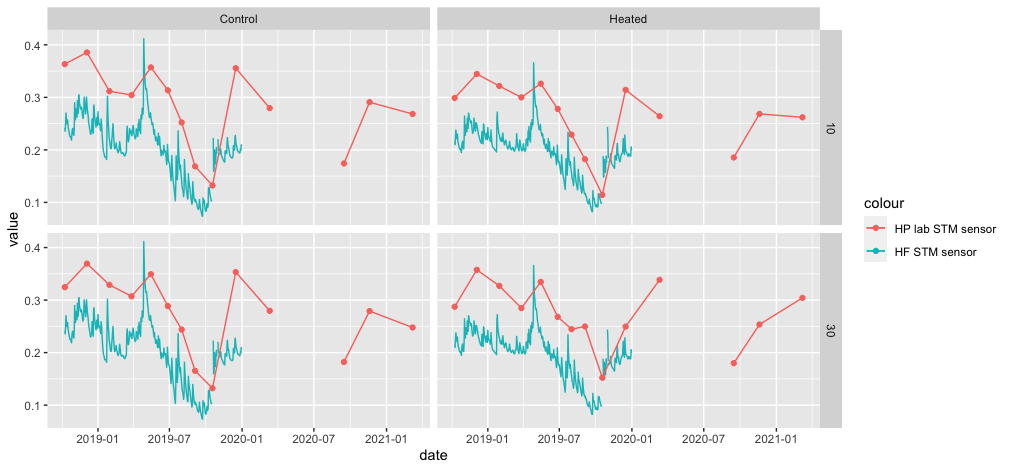 Control Heated
0.4
0.3
0.2
0.1
10
0.4
0.3
0.2
0.1
30
value
2019-01 2019-07 2020-01 2020-07 2021-01 2019-01 2019-07 2020-01 2020-07 2021-01
date
colour
HP lab STM sensor
HF STM sensor